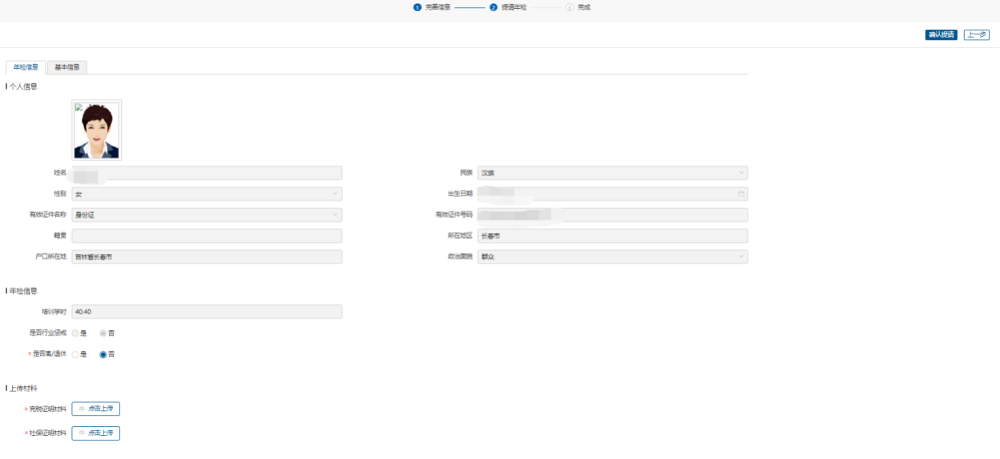 1 完善信息 2 提请年检 3 完成
确认提请 上一步
年检信息 基本信息
个人信息
姓名 民族 汉族
性别 女 出生日期
有效证件名称 身份证 有效证件号码
籍贯 所在地区 长春市
户口所在地 吉林省长春市 政治面貌 群众
年检信息
培训学时 40.40
是否行业惩戒 是 否
* 是否离/退休 是 否
上传材料
* 完税证明材料 点击上传
* 社保证明材料 点击上传